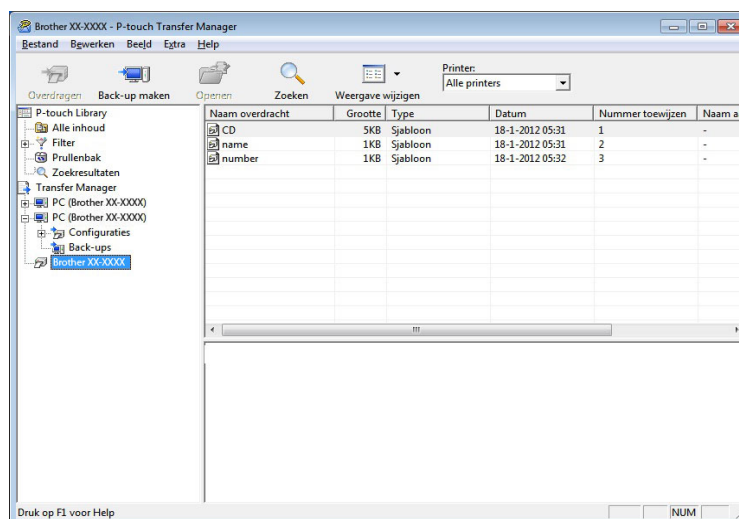 Brother XX-XXXX - P-touch Transfer Manager
Bestand Bewerken Beeld Extra Help
Overdragen Back-up maken Openen Zoeken Weergave wijzigen
Printer:
Alle printers
P-touch Library
Alle inhoud
Filter
Prullenbak
Zoekresultaten
Transfer Manager
PC (Brother XX-XXXX)
PC (Brother XX-XXXX)
Configuraties
Back-ups
Brother XX-XXXX
Naam overdracht Grootte Type Datum Nummer toewijzen Naam a
CD 5KB Sjabloon 18-1-2012 05:31 1 -
name 1KB Sjabloon 18-1-2012 05:31 2 -
number 1KB Sjabloon 18-1-2012 05:32 3 -
Druk op F1 voor Help NUM